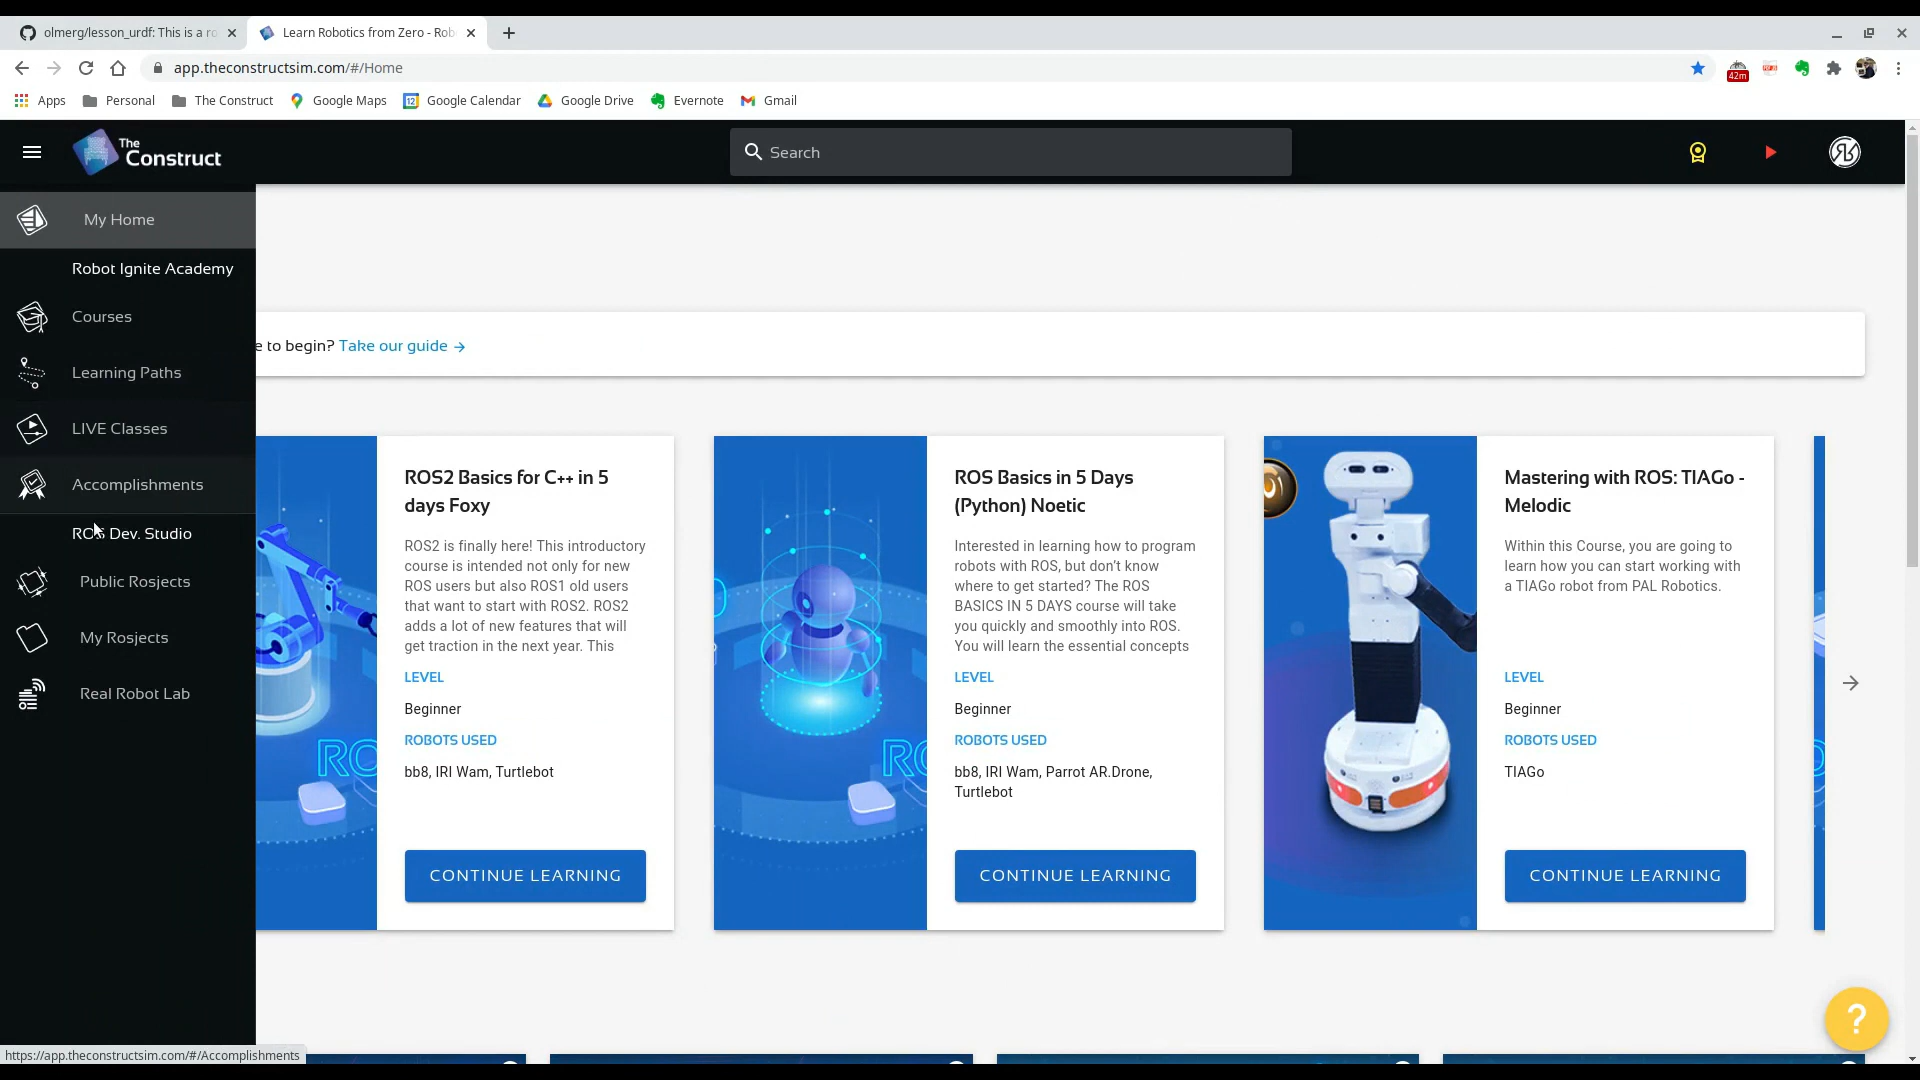 olmerg/lesson_urdf: This is a ro
Learn Robotics from Zero - Rob
app.theconstructsim.com/#/Home
42m
Apps
Personal
The Construct
Google Maps
Google Calendar
Google Drive
Evernote
Gmail
The Construct
Search
My Home
Robot Ignite Academy
Courses
Learning Paths
LIVE Classes
Accomplishments
ROS Dev. Studio
Public Rosjects
My Rosjects
Real Robot Lab
e to begin? Take our guide →
ROS2 Basics for C++ in 5
days Foxy
ROS2 is finally here! This introductory
course is intended not only for new
ROS users but also ROS1 old users
that want to start with ROS2. ROS2
adds a lot of new features that will
get traction in the next year. This
LEVEL
Beginner
ROBOTS USED
bb8, IRI Wam, Turtlebot
CONTINUE LEARNING
RO
ROS Basics in 5 Days
(Python) Noetic
Interested in learning how to program
robots with ROS, but don't know
where to get started? The ROS
BASICS IN 5 DAYS course will take
you quickly and smoothly into ROS.
You will learn the essential concepts
LEVEL
Beginner
ROBOTS USED
bb8, IRI Wam, Parrot AR.Drone,
Turtlebot
CONTINUE LEARNING
RO
Mastering with ROS: TIAGo -
Melodic
Within this Course, you are going to
learn how you can start working with
a TIAGo robot from PAL Robotics.
LEVEL
Beginner
ROBOTS USED
TIAGo
CONTINUE LEARNING
?
https://app.theconstructsim.com/#/Accomplishments